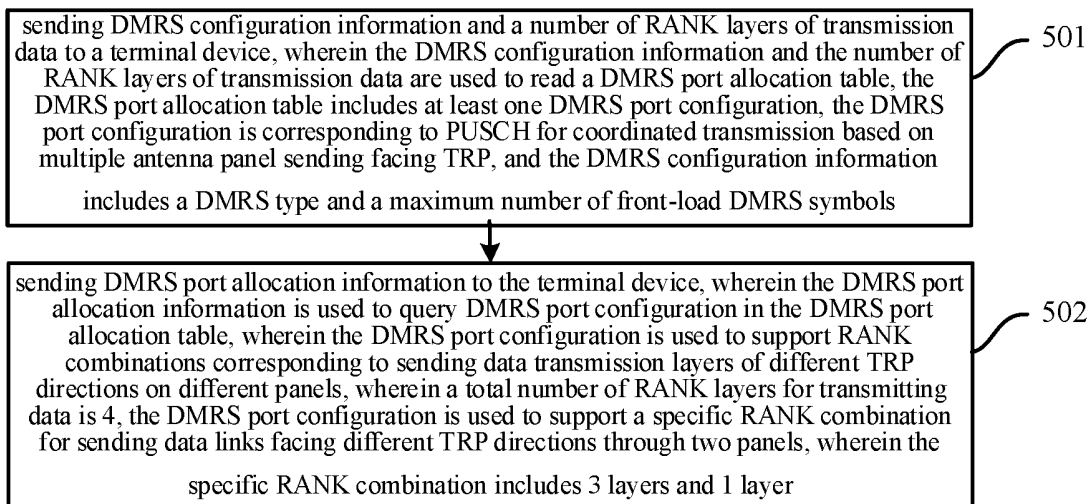 sending DMRS configuration information and a number of RANK layers of transmission
data to a terminal device, wherein the DMRS configuration information and the number of
RANK layers of transmission data are used to read a DMRS port allocation table, the
DMRS port allocation table includes at least one DMRS port configuration, the DMRS
port configuration is corresponding to PUSCH for coordinated transmission based on
multiple antenna panel sending facing TRP, and the DMRS configuration information
includes a DMRS type and a maximum number of front-load DMRS symbols
501
sending DMRS port allocation information to the terminal device, wherein the DMRS port
allocation information is used to query DMRS port configuration in the DMRS port
allocation table, wherein the DMRS port configuration is used to support RANK
combinations corresponding to sending data transmission layers of different TRP
directions on different panels, wherein a total number of RANK layers for transmitting
data is 4, the DMRS port configuration is used to support a specific RANK combination
for sending data links facing different TRP directions through two panels, wherein the
specific RANK combination includes 3 layers and 1 layer
502